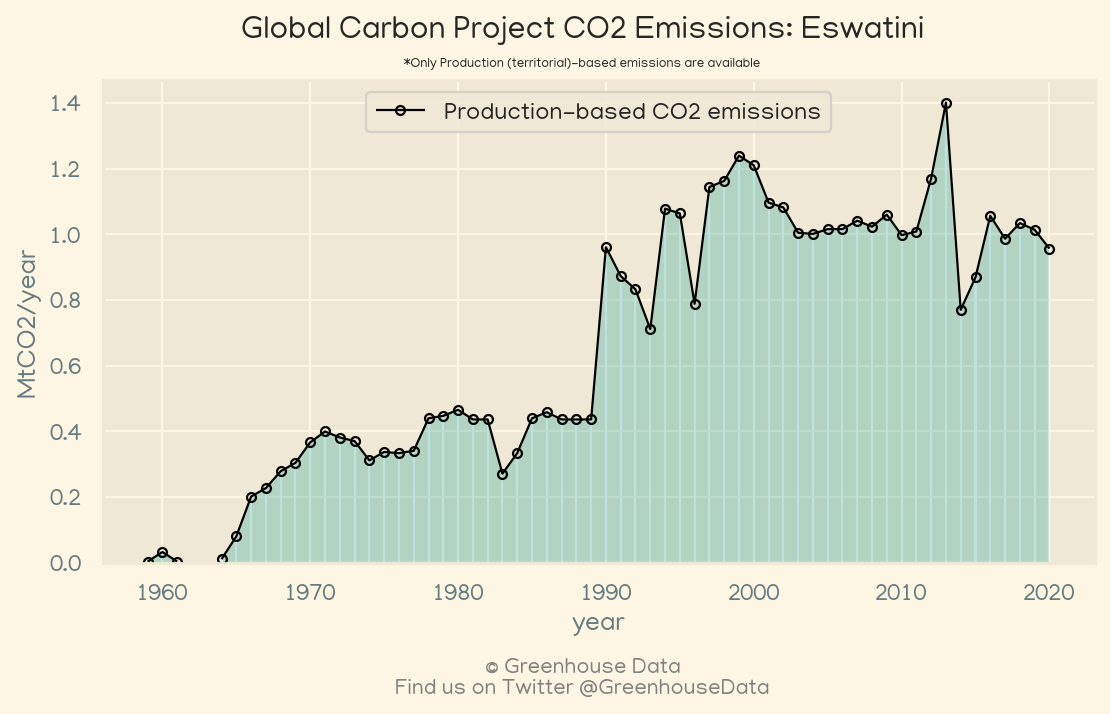 Global Carbon Project CO2 Emissions: Eswatini
*Only Production (territorial)-based emissions are available
Production-based CO2 emissions
MtCO2/year
1.4
1.2
1.0
0.8
0.6
0.4
0.2
0.0
1960 1970 1980 1990 2000 2010 2020
year
© Greenhouse Data
Find us on Twitter @GreenhouseData